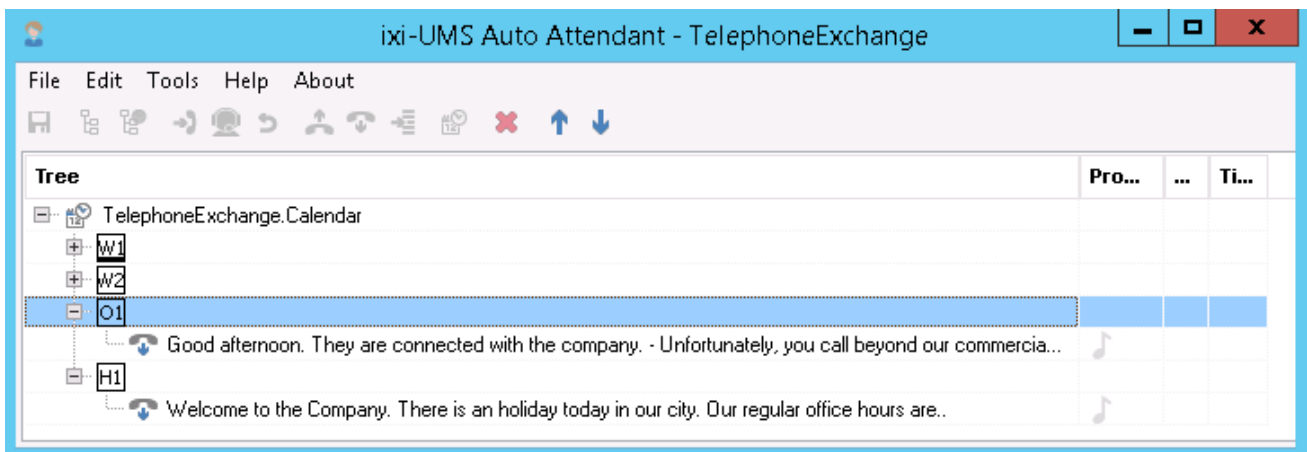 ixi-UMS Auto Attendant - TelephoneExchange
File Edit Tools Help About
Tree Pro... ... Ti...
TelephoneExchange.Calendar
W1
W2
O1
Good afternoon. They are connected with the company. - Unfortunately, you call beyond our commercia...
H1
Welcome to the Company. There is an holiday today in our city. Our regular office hours are..